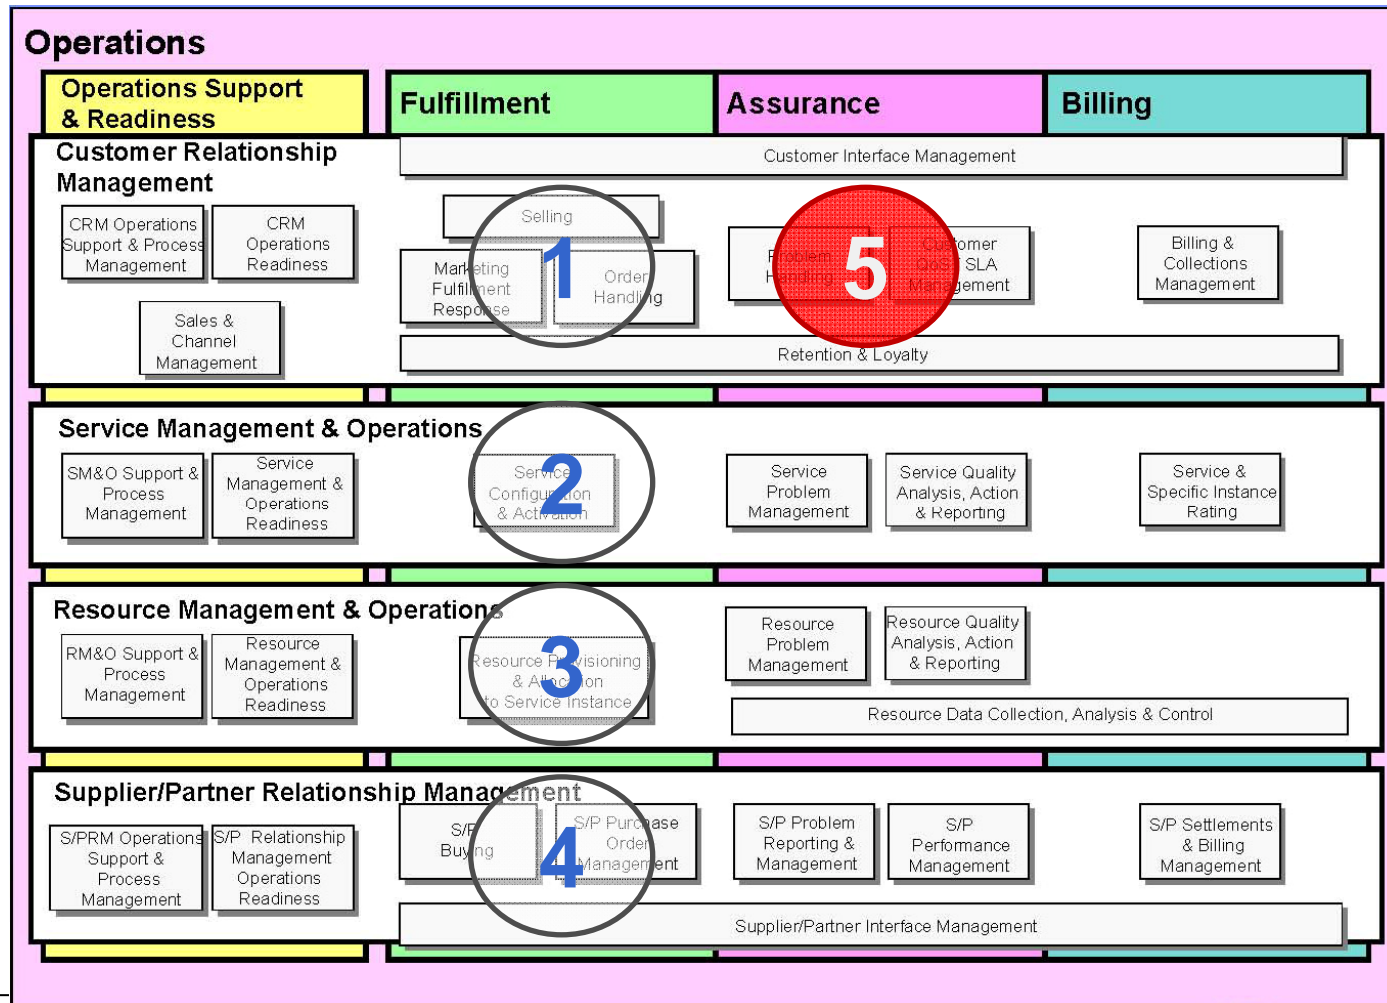 Operations
Operations Support
& Readiness
Fulfillment
Assurance
Billing
Customer Relationship
Management
Customer Interface Management
CRM Operations
Support & Process
Management
CRM
Operations
Readiness
Sales &
Channel
Management
Selling
Marketing
Fulfillment
Response
Order
Handling
1
Problem
Handling
Customer
QoS / SLA
Management
5
Billing &
Collections
Management
Retention & Loyalty
Service Management & Operations
SM&O Support &
Process
Management
Service
Management &
Operations
Readiness
Service
Configuration
& Activation
2
Service
Problem
Management
Service Quality
Analysis, Action
& Reporting
Service &
Specific Instance
Rating
Resource Management & Operations
RM&O Support &
Process
Management
Resource
Management &
Operations
Readiness
Resource Provisioning
& Allocation
to Service Instance
3
Resource
Problem
Management
Resource Quality
Analysis, Action
& Reporting
Resource Data Collection, Analysis & Control
Supplier/Partner Relationship Management
S/PRM Operations
Support &
Process
Management
S/P Relationship
Management
Operations
Readiness
S/P
Buying
S/P Purchase
Order
Management
4
S/P Problem
Reporting &
Management
S/P
Performance
Management
S/P Settlements
& Billing
Management
Supplier/Partner Interface Management